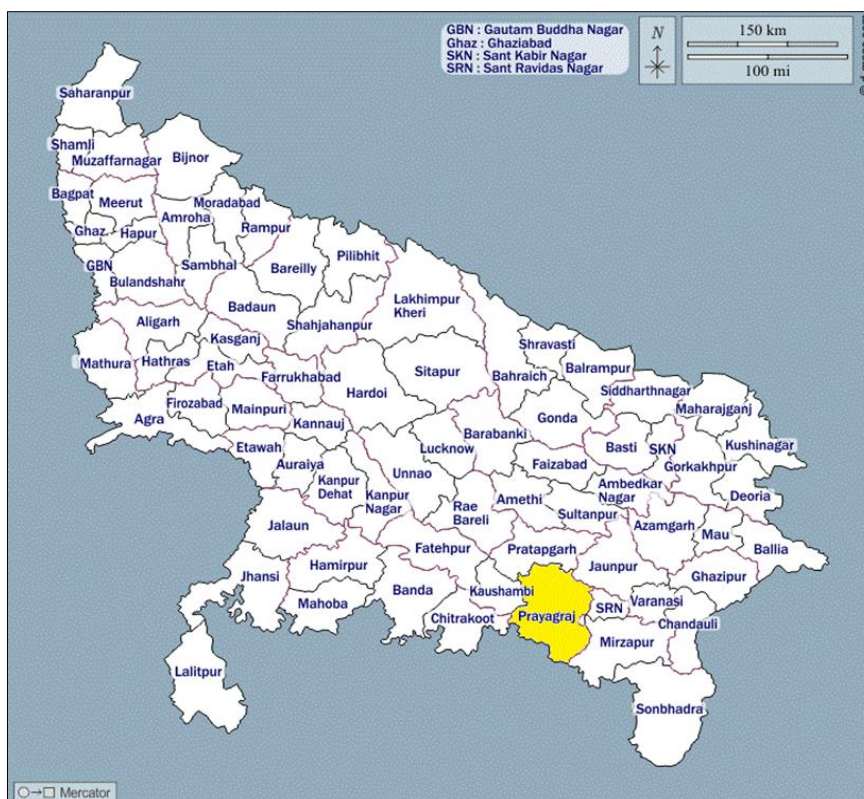 GBN : Gautam Buddha Nagar
Ghaz : Ghaziabad
SKN : Sant Kabir Nagar
SRN : Sant Ravidas Nagar
N
150 km
100 mi
Saharanpur
Shamli
Muzaffarnagar
Bijnor
Bagpat
Meerut
Moradabad
Amroha
Rampur
Ghaz.
Hapur
Pilibhit
GBN
Sambhal
Bareilly
Bulandshahr
Badaun
Lakhimpur
Kheri
Aligarh
Shahjahanpur
Kasganj
Shravasti
Mathura
Hathras
Etah
Balrampur
Farrukhabad
Sitapur
Bahraich
Hardoi
Siddharthnagar
Firozabad
Mainpuri
Maharajganj
Agra
Kannauj
Gonda
Barabanki
Kushinagar
Etawah
Lucknow
Basti
SKN
Auraiya
Faizabad
Gorkakhpur
Unnao
Kanpur
Dehat
Kanpur
Nagar
Ambedkar
Nagar
Deoria
Rae
Bareli
Amethi
Sultanpur
Azamgarh
Jalaun
Mau
Fatehpur
Pratapgarh
Ballia
Jaunpur
Hamirpur
Ghazipur
Jhansi
Banda
Kaushambi
Mahoba
SRN
Varanasi
Chitrakoot
Prayagraj
Chandauli
Mirzapur
Lalitpur
Sonbhadra
Mercator